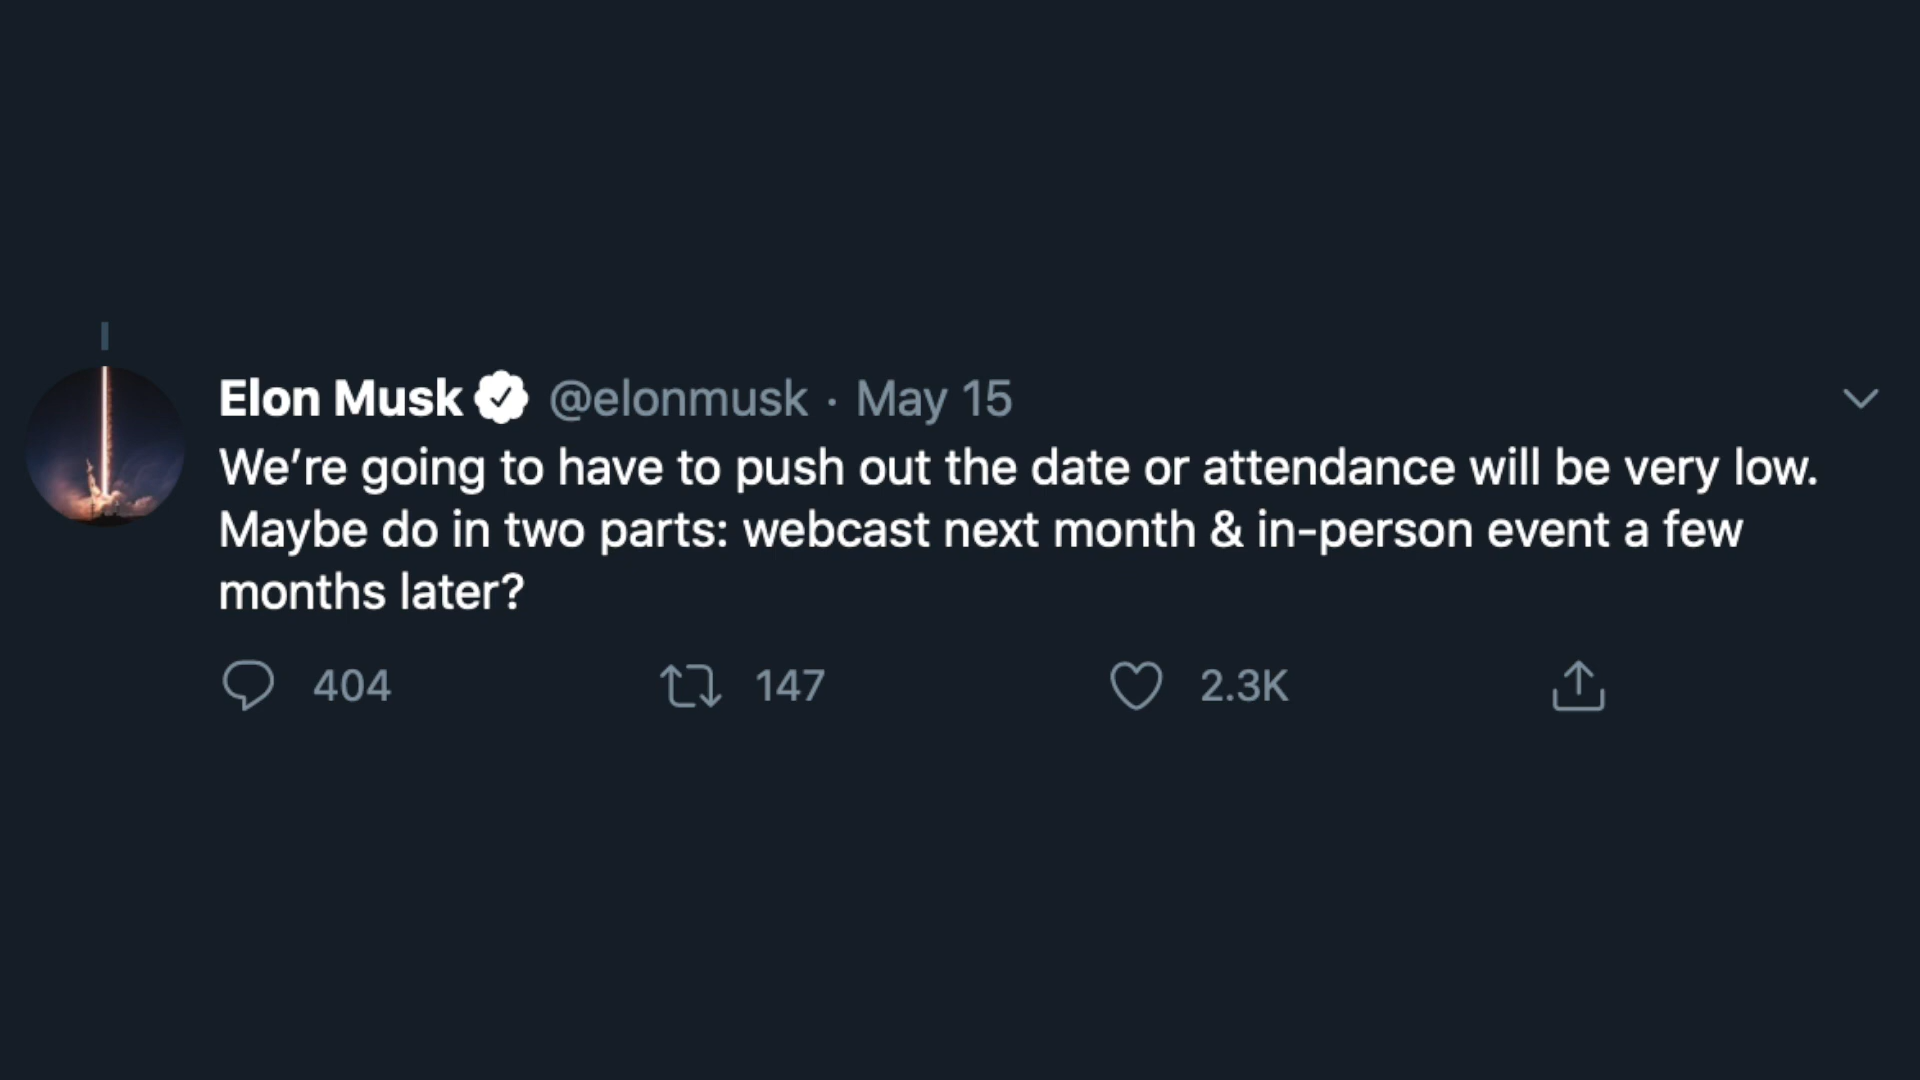 Elon Musk @elonmusk · May 15
We’re going to have to push out the date or attendance will be very low.
Maybe do in two parts: webcast next month & in-person event a few
months later?
404 147 2.3K